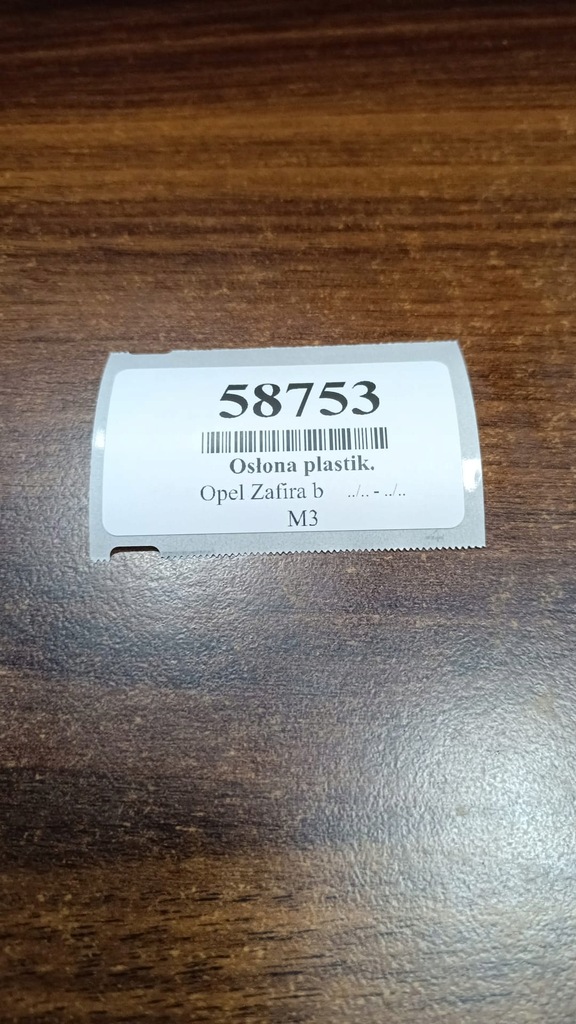 58753
Osłona plastik.
Opel Zafira b ../.. - ../..
M3